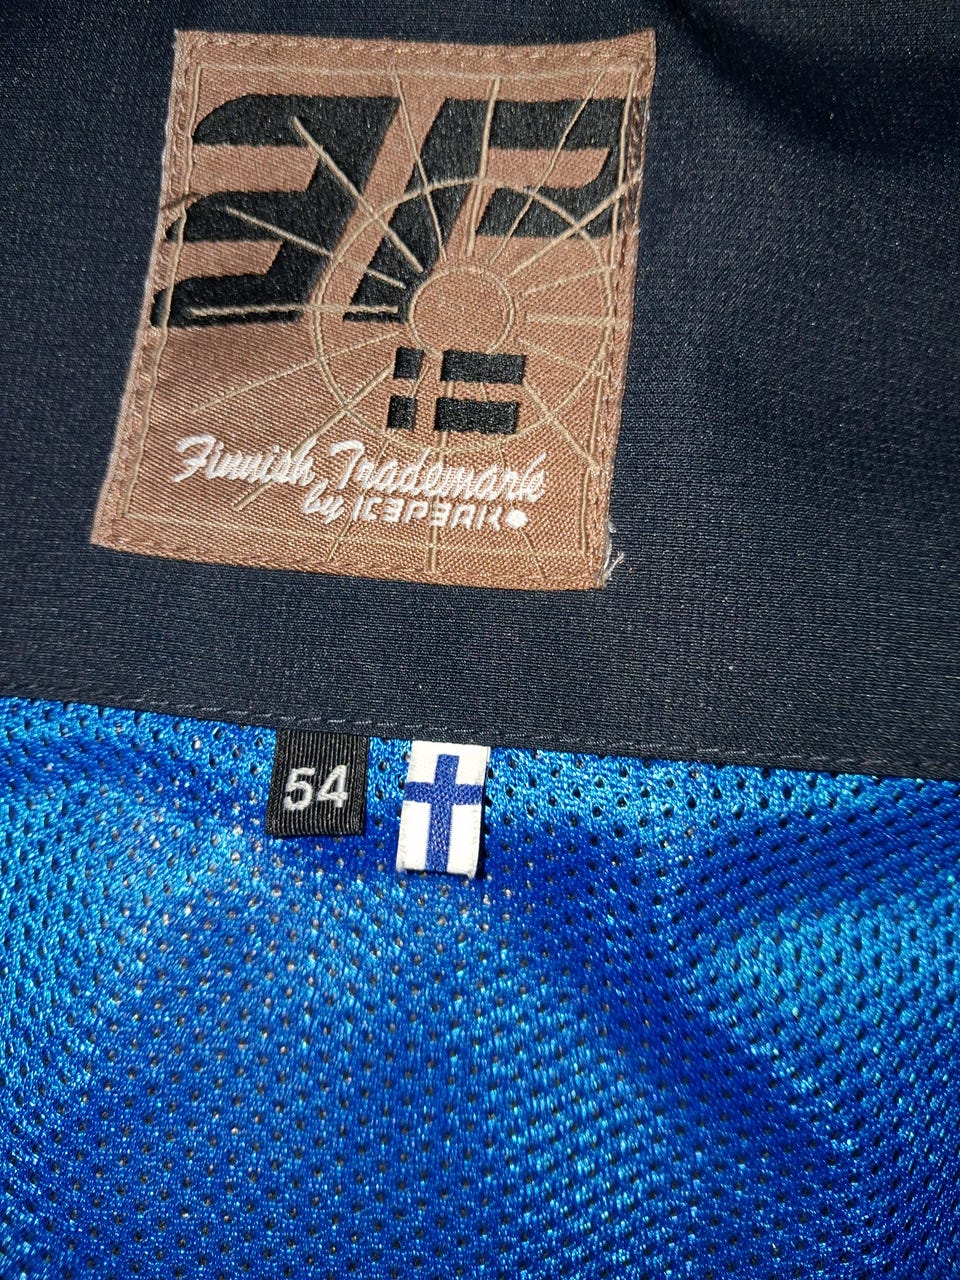 Finnish Trademark
by ICEPEAK
54